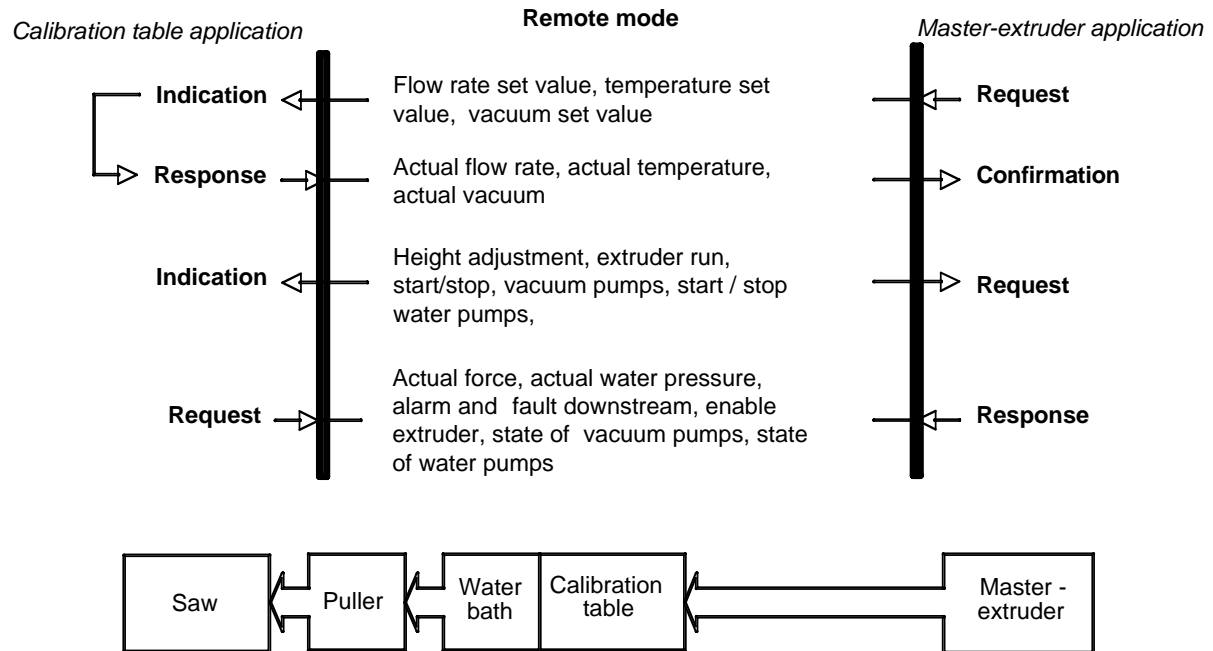 Remote mode
Calibration table application
Master-extruder application
Indication
Flow rate set value, temperature set
value, vacuum set value
Request
Response
Actual flow rate, actual temperature,
actual vacuum
Confirmation
Indication
Height adjustment, extruder run,
start/stop, vacuum pumps, start / stop
water pumps,
Request
Request
Actual force, actual water pressure,
alarm and fault downstream, enable
extruder, state of vacuum pumps, state
of water pumps
Response
Saw
Puller
Water
bath
Calibration
table
Master -
extruder